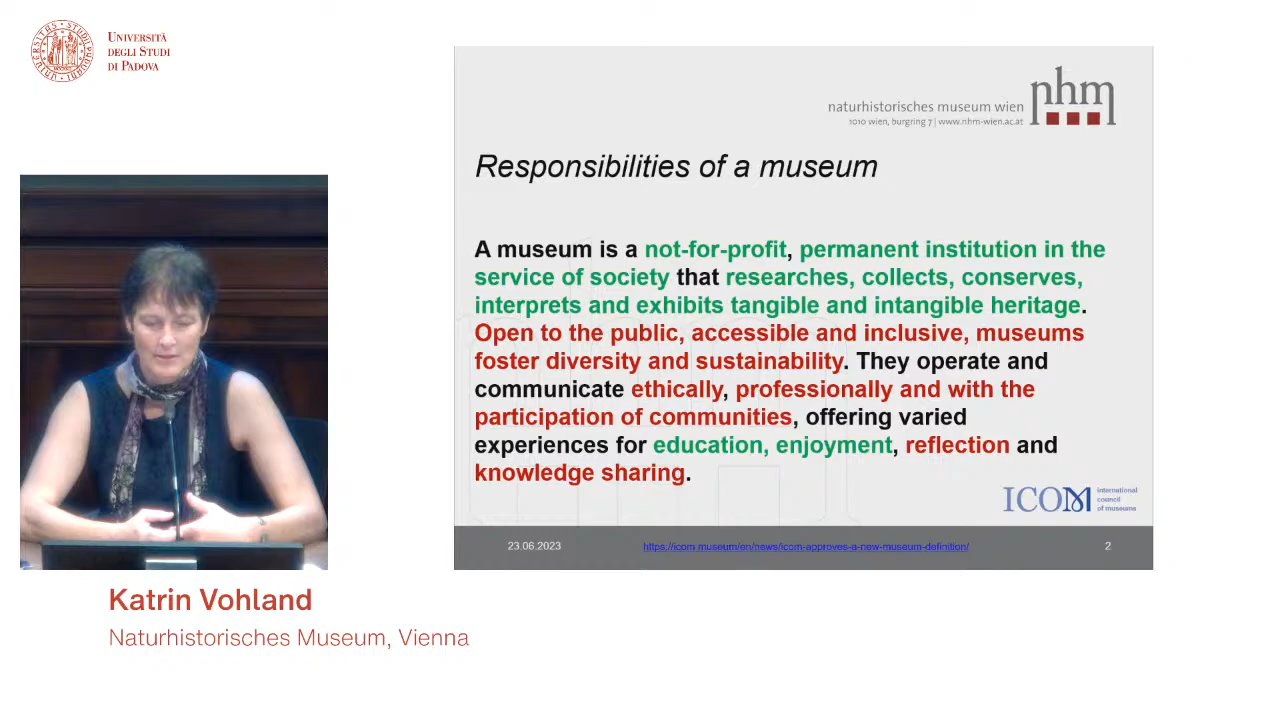 UNIVERSITÀ
DEGLI STUDI
DI PADOVA
naturhistorisches museum wien
1010 wien, burgring 7 | www.nhm-wien.ac.at
nhm
Responsibilities of a museum
A museum is a not-for-profit, permanent institution in the
service of society that researches, collects, conserves,
interprets and exhibits tangible and intangible heritage.
Open to the public, accessible and inclusive, museums
foster diversity and sustainability. They operate and
communicate ethically, professionally and with the
participation of communities, offering varied
experiences for education, enjoyment, reflection and
knowledge sharing.
ICOM international
council
of museums
23.06.2023 https://icom.museum/en/news/icom-approves-a-new-museum-definition/ 2
Katrin Vohland
Naturhistorisches Museum, Vienna